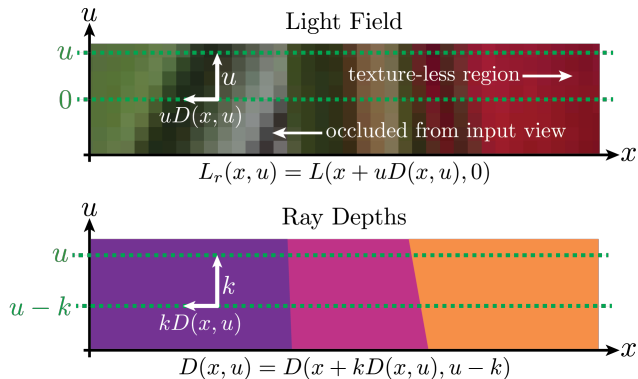 u
Light Field
u
u
texture-less region
0
uD(x, u)
occluded from input view
x
L_r(x, u) = L(x + uD(x, u), 0)
u
Ray Depths
u
k
u − k
kD(x, u)
x
D(x, u) = D(x + kD(x, u), u − k)